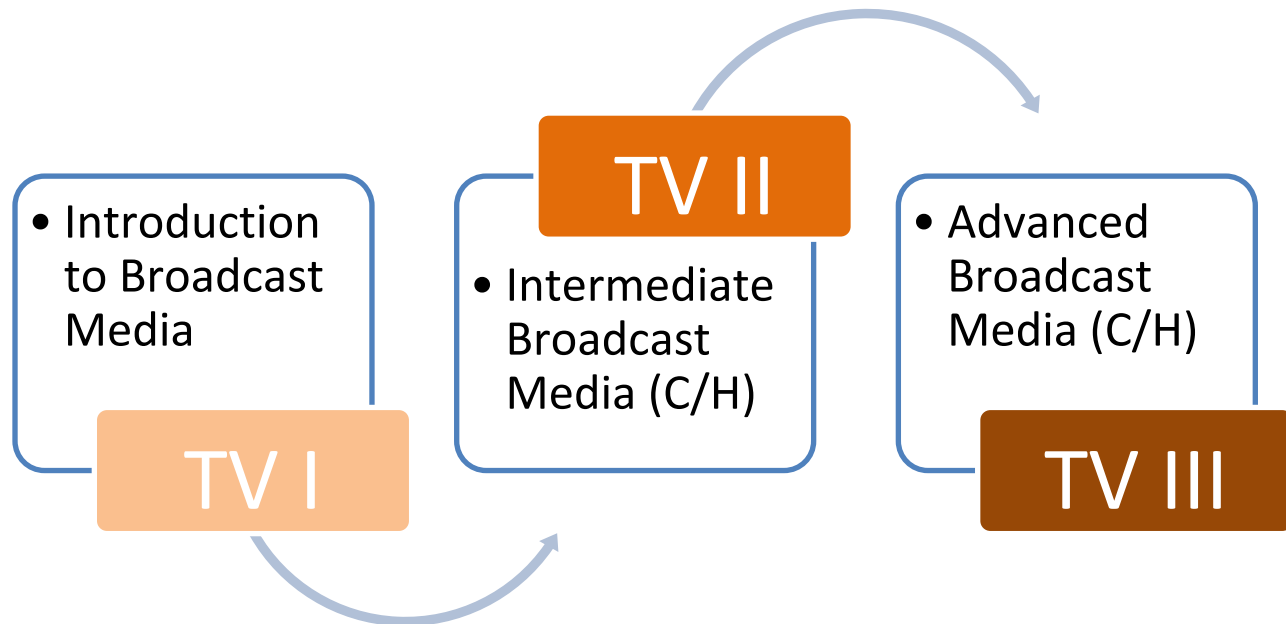 • Introduction
to Broadcast
Media
TV I
TV II
• Intermediate
Broadcast
Media (C/H)
• Advanced
Broadcast
Media (C/H)
TV III